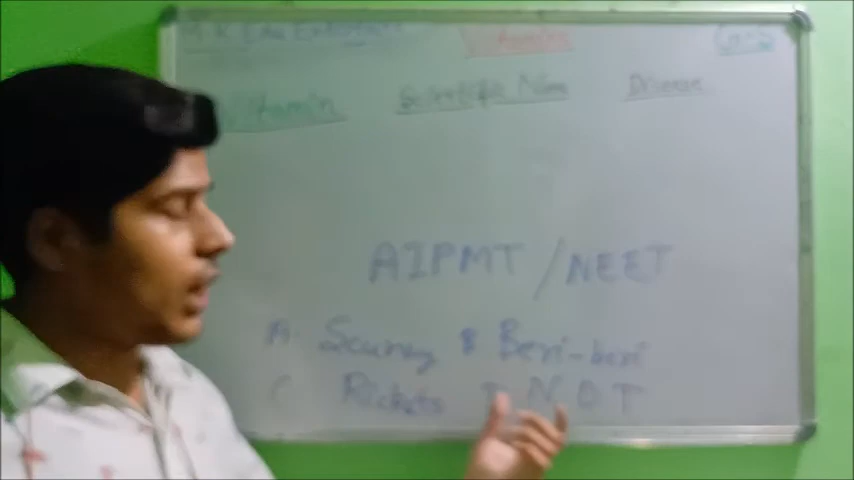 Vitamin Scientific Name Disease
AIPMT / NEET
A. Scurvy B Beri-beri
C Rickets D N.O.T